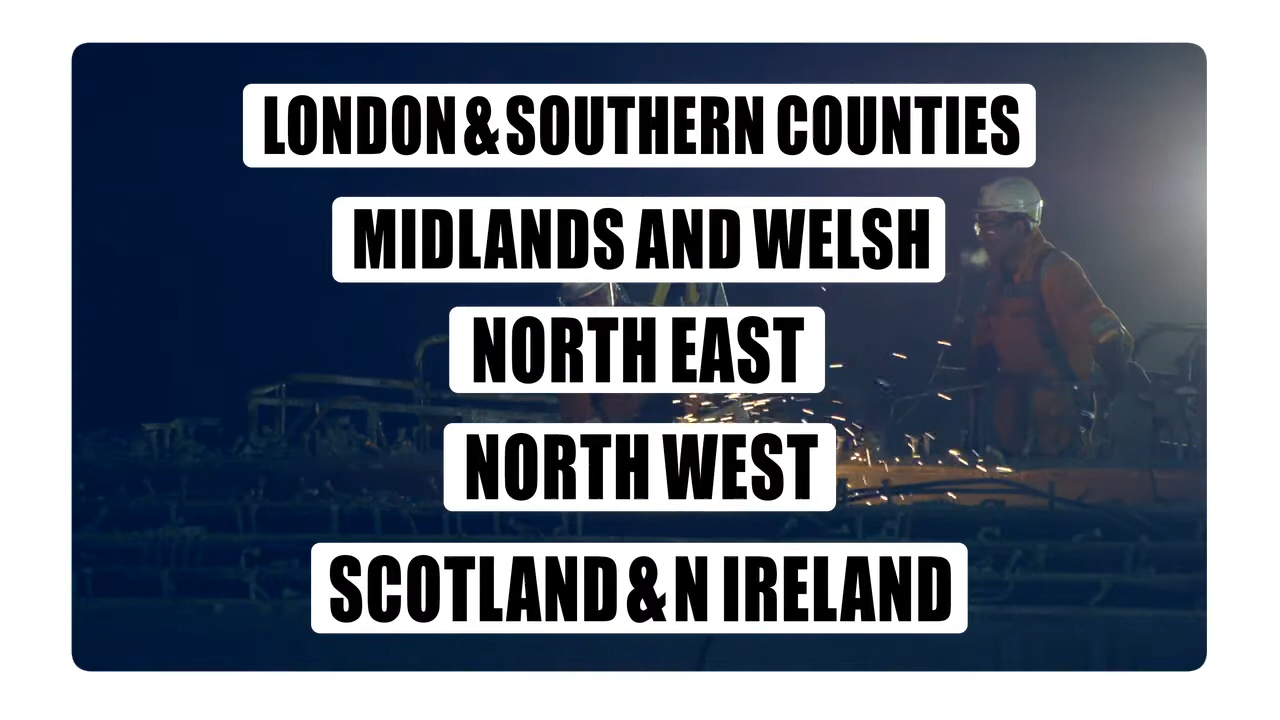 LONDON & SOUTHERN COUNTIES
MIDLANDS AND WELSH
NORTH EAST
NORTH WEST
SCOTLAND & N IRELAND